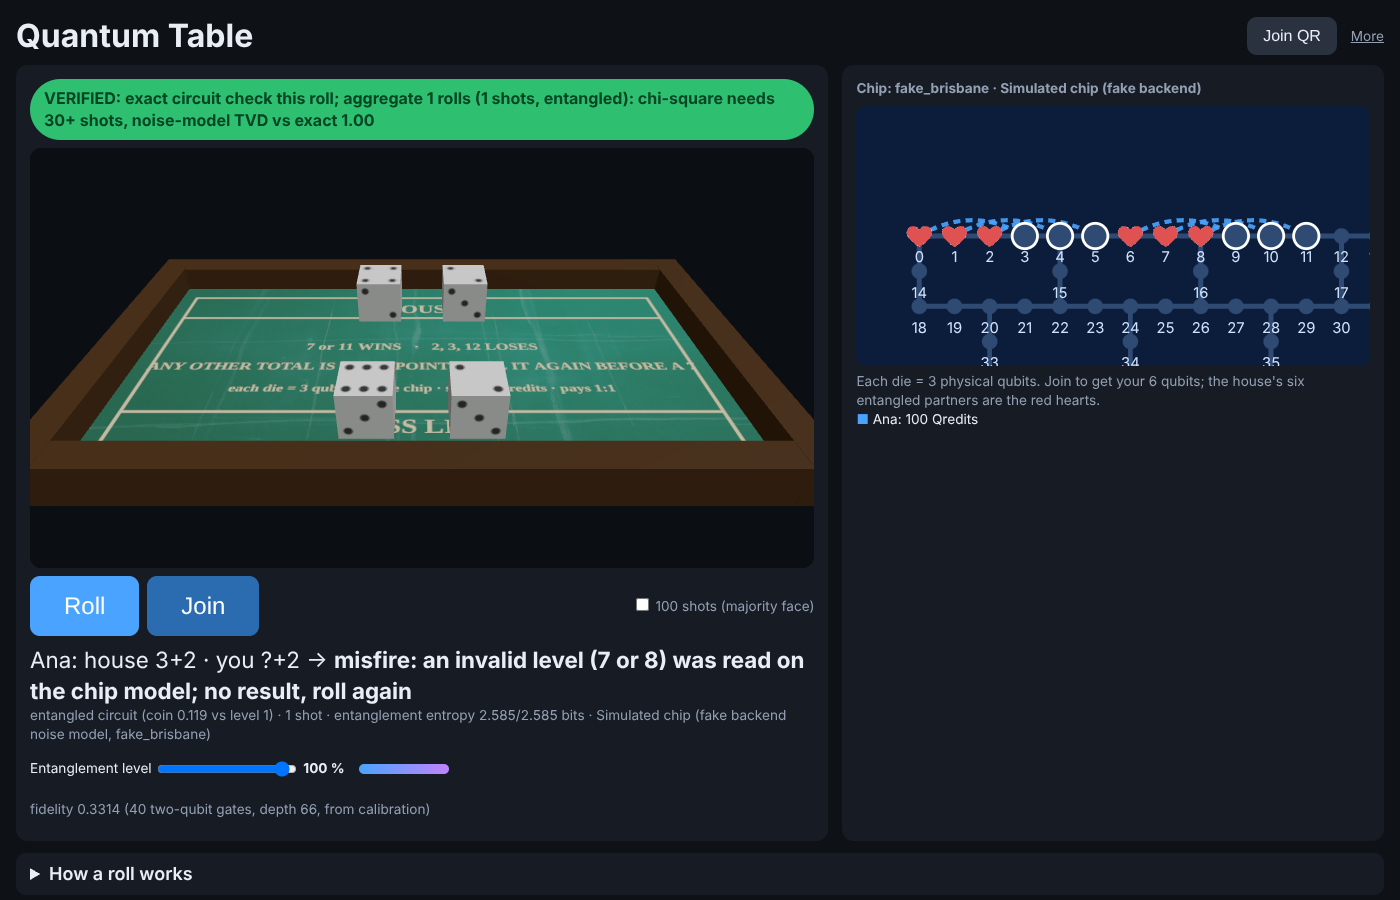 Quantum Table
Join QR
More
VERIFIED: exact circuit check this roll; aggregate 1 rolls (1 shots, entangled): chi-square needs
30+ shots, noise-model TVD vs exact 1.00
7 or 11 WINS · 2, 3, 12 LOSES
ANY OTHER TOTAL IS POINT IT AGAIN BEFORE A
each die = 3 chip · pays 1:1
Roll
Join
100 shots (majority face)
Ana: house 3+2 · you ?+2 → misfire: an invalid level (7 or 8) was read on
the chip model; no result, roll again
entangled circuit (coin 0.119 vs level 1) · 1 shot · entanglement entropy 2.585/2.585 bits · Simulated chip (fake backend
noise model, fake_brisbane)
Entanglement level 100 %
fidelity 0.3314 (40 two-qubit gates, depth 66, from calibration)
Chip: fake_brisbane · Simulated chip (fake backend)
0 1 2 3 4 5 6 7 8 9 10 11 12
14 15 16 17
18 19 20 21 22 23 24 25 26 27 28 29 30
33 34 35
Each die = 3 physical qubits. Join to get your 6 qubits; the house's six
entangled partners are the red hearts.
Ana: 100 Qredits
How a roll works